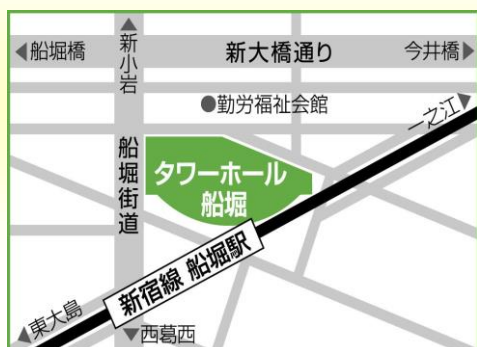 ◀船堀橋
▲新小岩
新大橋通り
今井橋▶
●勤労福祉会館
一之江▶
船堀街道
タワーホール
船堀
新宿線 船堀駅
◀東大島
▼西葛西